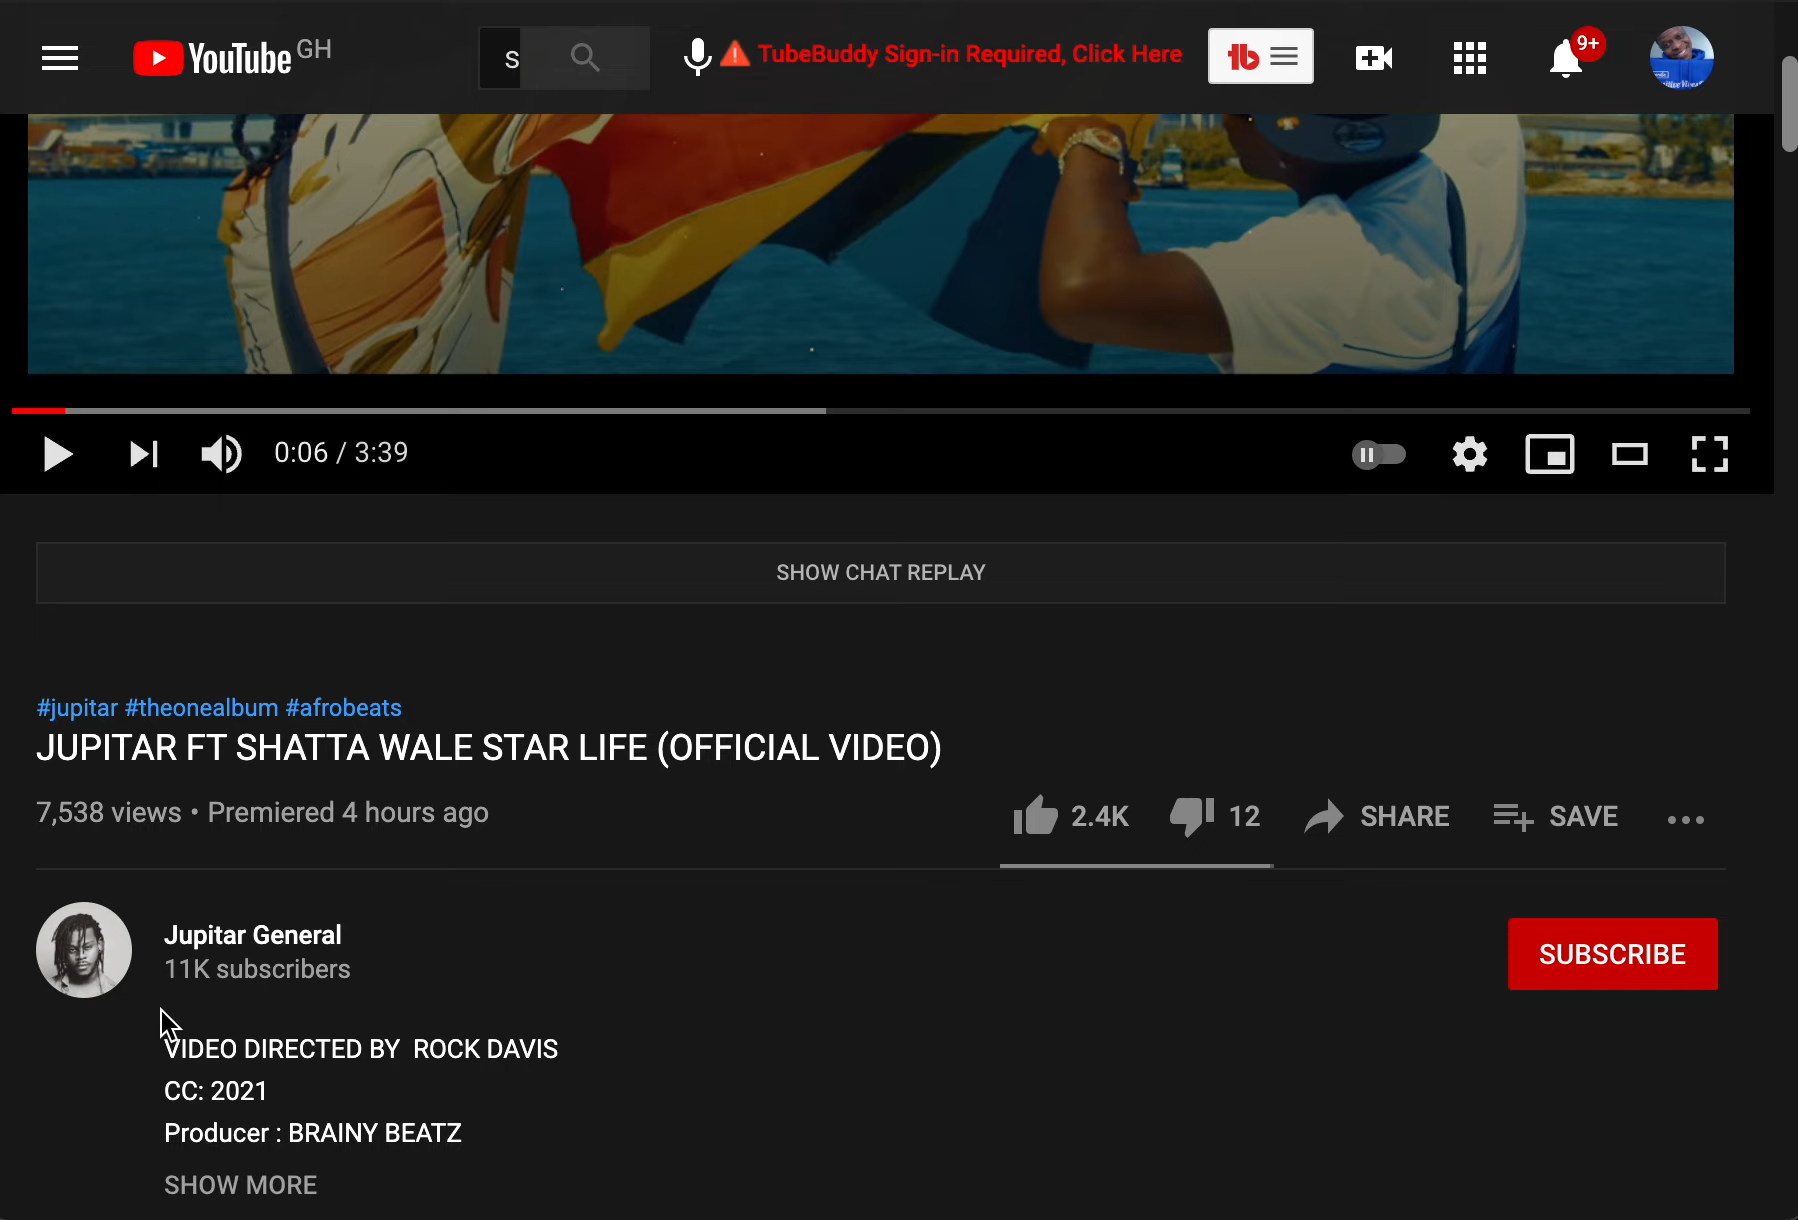 YouTube GH
s
TubeBuddy Sign-in Required, Click Here
tb
9+
0:06 / 3:39
SHOW CHAT REPLAY
#jupitar #theonealbum #afrobeats
JUPITAR FT SHATTA WALE STAR LIFE (OFFICIAL VIDEO)
7,538 views • Premiered 4 hours ago
2.4K 12 SHARE SAVE
Jupitar General
11K subscribers
SUBSCRIBE
VIDEO DIRECTED BY ROCK DAVIS
CC: 2021
Producer : BRAINY BEATZ
SHOW MORE